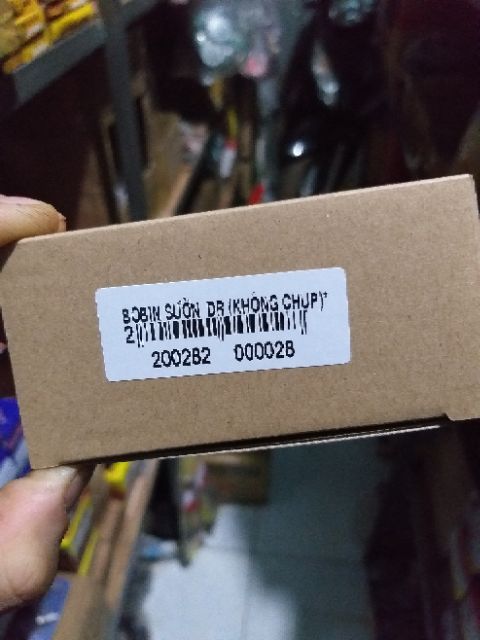 BOBIN SƯỜN DR (KHÔNG CHỤP)*
2
200282 000028